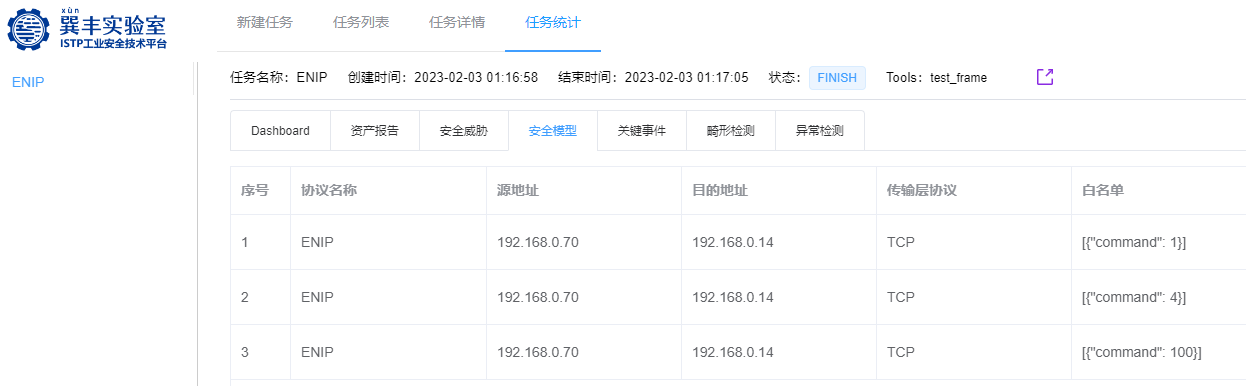 xùn
巽丰实验室
ISTP工业安全技术平台
新建任务 任务列表 任务详情 任务统计
ENIP
任务名称：ENIP 创建时间：2023-02-03 01:16:58 结束时间：2023-02-03 01:17:05 状态：FINISH Tools：test_frame
Dashboard 资产报告 安全威胁 安全模型 关键事件 畸形检测 异常检测
序号 协议名称 源地址 目的地址 传输层协议 白名单
1 ENIP 192.168.0.70 192.168.0.14 TCP [{"command": 1}]
2 ENIP 192.168.0.70 192.168.0.14 TCP [{"command": 4}]
3 ENIP 192.168.0.70 192.168.0.14 TCP [{"command": 100}]